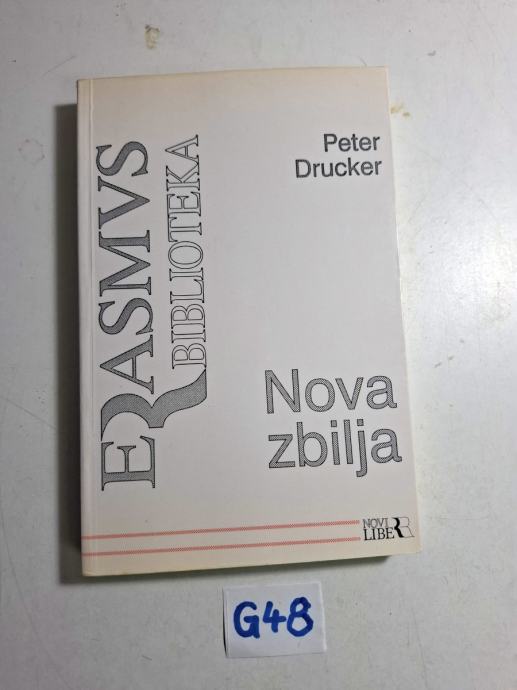 ERASMVS
BIBLIOTEKA
Peter
Drucker
Nova
zbilja
NOVI
LIBER
G48